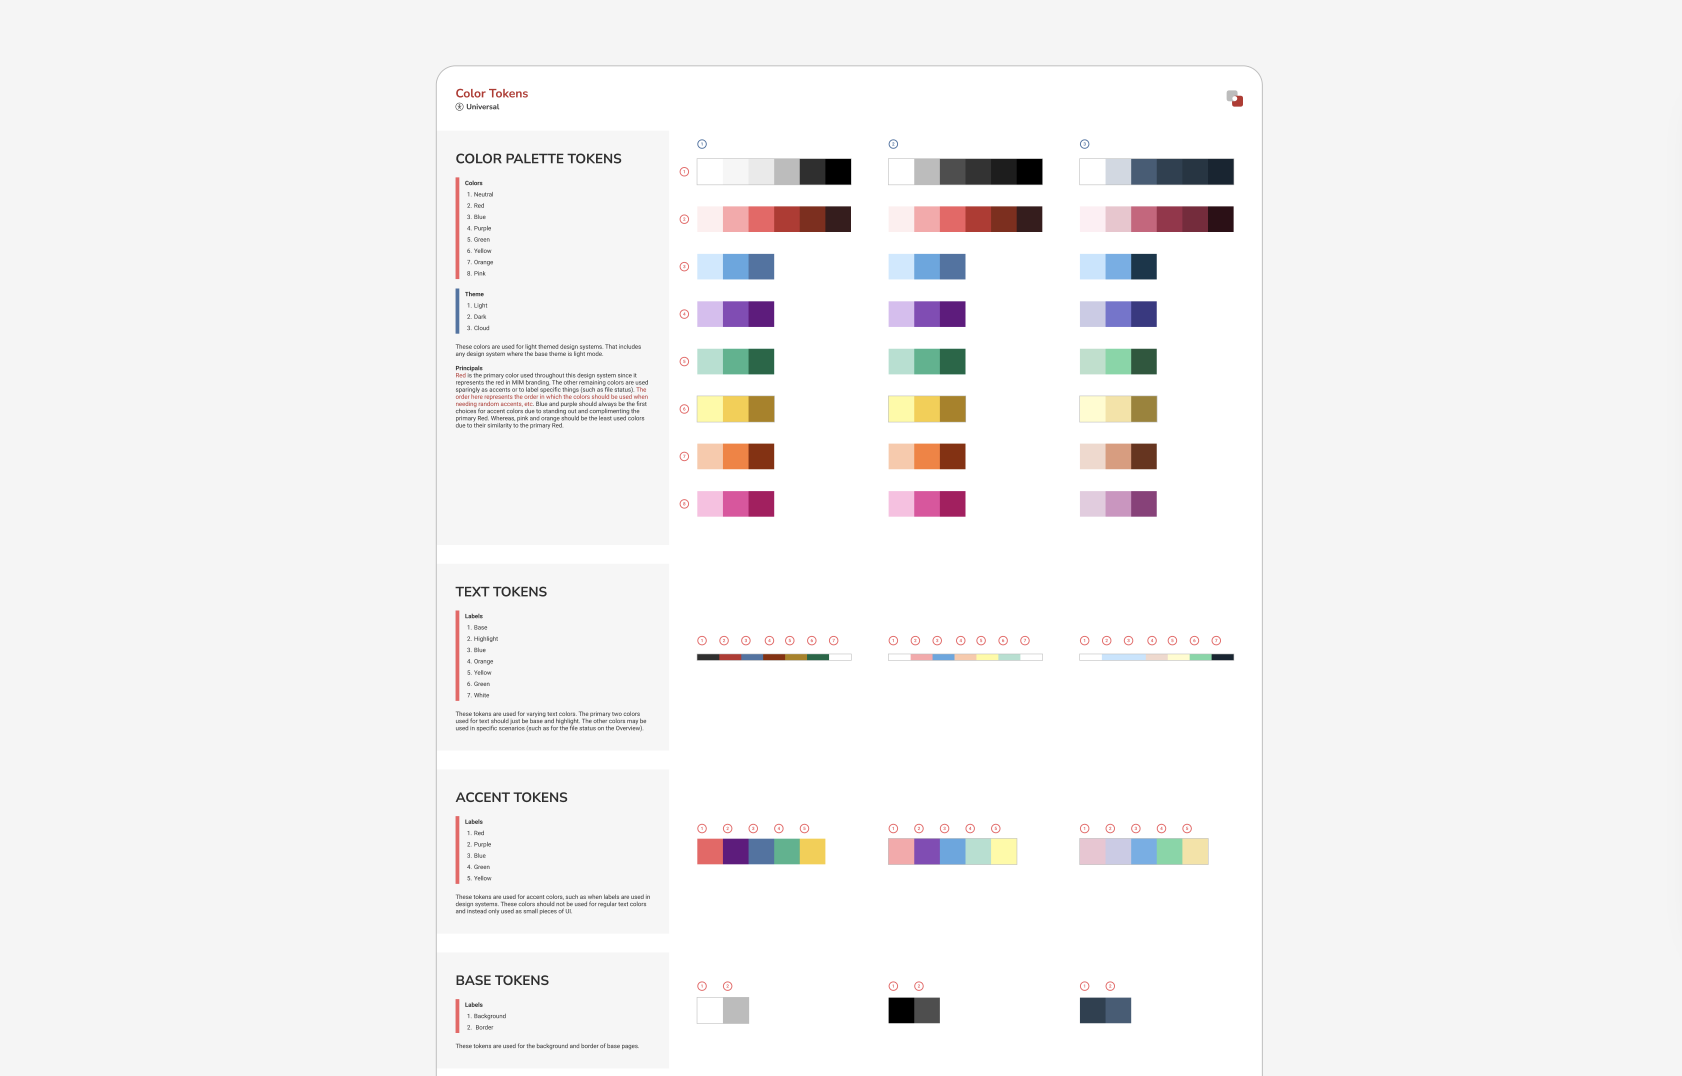 Color Tokens
Universal
COLOR PALETTE TOKENS
Colors
1. Neutral
2. Red
3. Blue
4. Purple
5. Green
6. Yellow
7. Orange
8. Pink
Theme
1. Light
2. Dark
3. Cloud
These colors are used for light themed design systems. That includes
any design system where the base theme is light mode.
Principals
Red is the primary color used throughout this design system since it
represents the red in MIM branding. The other remaining colors are used
sparingly as accents or to label specific things (such as file status). The
order here represents the order in which the colors should be used when
needing random accents, etc. Blue and purple should always be the first
choices for accent colors due to standing out and complimenting the
primary Red. Whereas, pink and orange should be the least used colors
due to their similarity to the primary Red.
1 2 3
1
2
3
4
5
6
7
8
TEXT TOKENS
Labels
1. Base
2. Highlight
3. Blue
4. Orange
5. Yellow
6. Green
7. White
These tokens are used for varying text colors. The primary two colors
used for text should just be base and highlight. The other colors may be
used in specific scenarios (such as for the file status on the Overview).
1 2 3 4 5 6 7 1 2 3 4 5 6 7 1 2 3 4 5 6 7
ACCENT TOKENS
Labels
1. Red
2. Purple
3. Blue
4. Green
5. Yellow
These tokens are used for accent colors, such as when labels are used in
design systems. These colors should not be used for regular text colors
and instead only used as small pieces of UI.
1 2 3 4 5 1 2 3 4 5 1 2 3 4 5
BASE TOKENS
Labels
1. Background
2. Border
These tokens are used for the background and border of base pages.
1 2 1 2 1 2